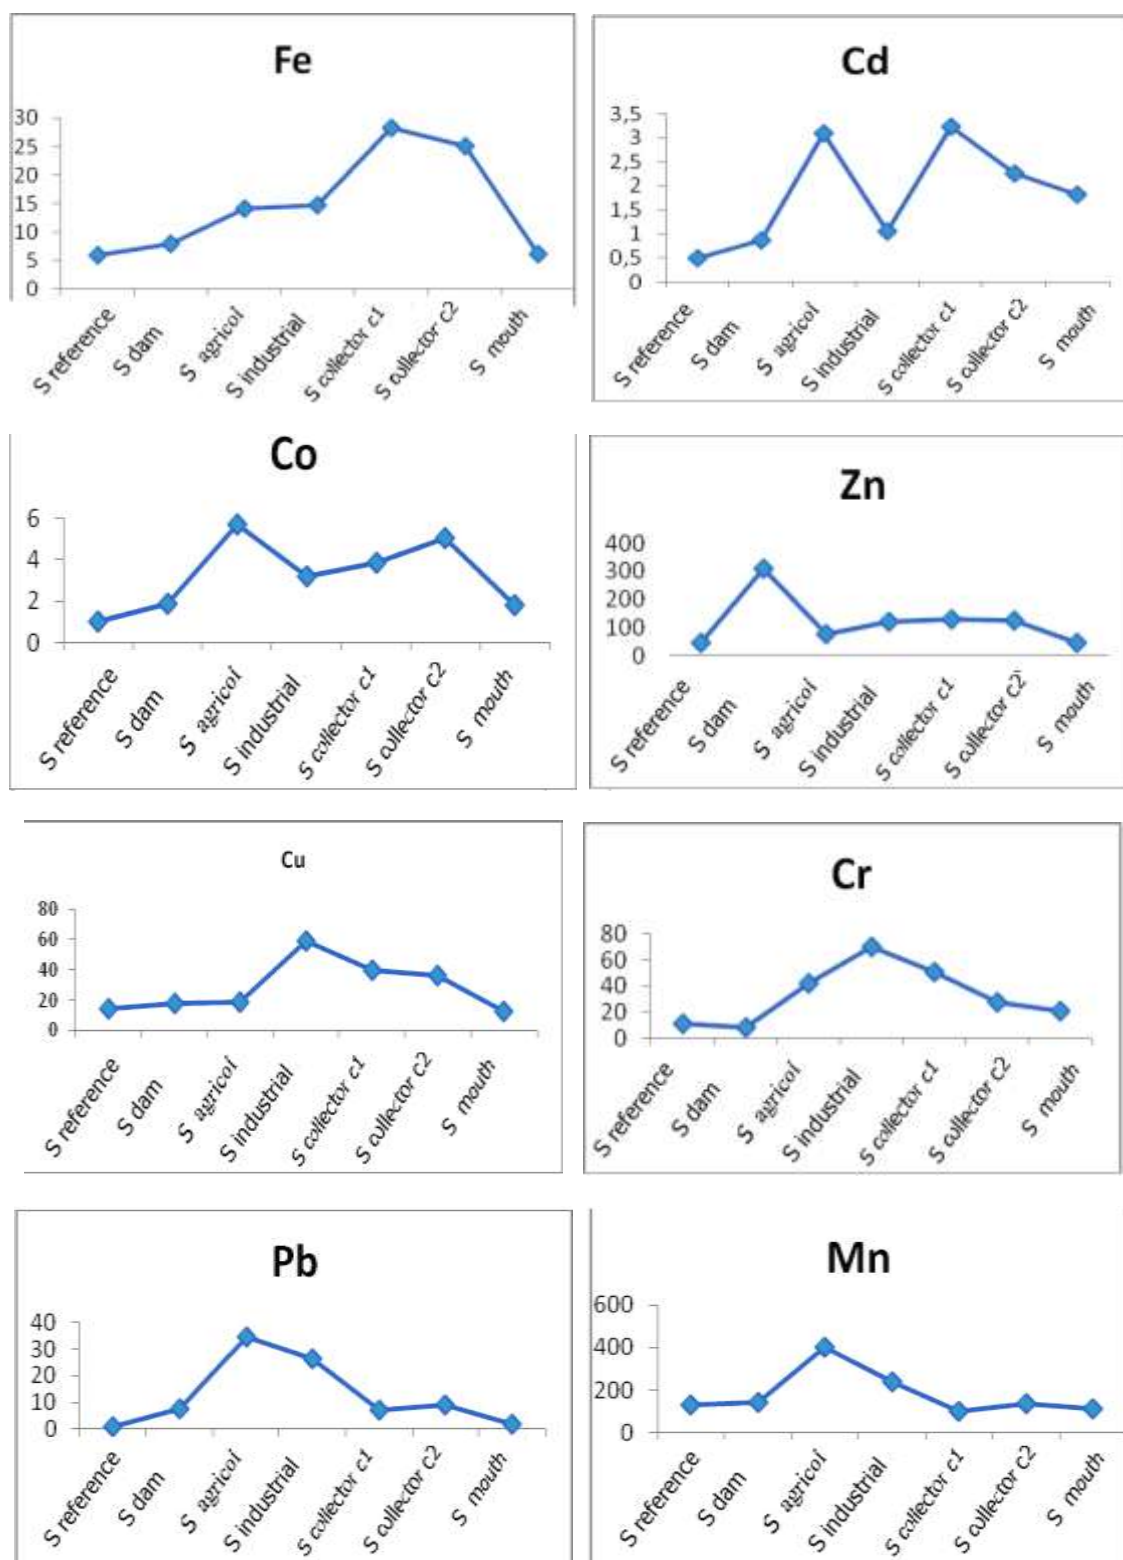 Fe
30
25
20
15
10
5
0
S reference
S dam
S agricol
S industrial
S collector c1
S collector c2
S mouth
Cd
3,5
3
2,5
2
1,5
1
0,5
0
S reference
S dam
S agricol
S industrial
S collector c1
S collector c2
S mouth
Co
6
4
2
0
S reference
S dam
S agricol
S industrial
S collector c1
S collector c2
S mouth
Zn
400
300
200
100
0
S reference
S dam
S agricol
S industrial
S collector c1
S collector c2
S mouth
Cu
80
60
40
20
0
S reference
S dam
S agricol
S industrial
S collector c1
S collector c2
S mouth
Cr
80
60
40
20
0
S reference
S dam
S agricol
S industrial
S collector c1
S collector c2
S mouth
Pb
40
30
20
10
0
S reference
S dam
S agricol
S industrial
S collector c1
S collector c2
S mouth
Mn
600
400
200
0
S reference
S dam
S agricol
S industrial
S collector c1
S collector c2
S mouth